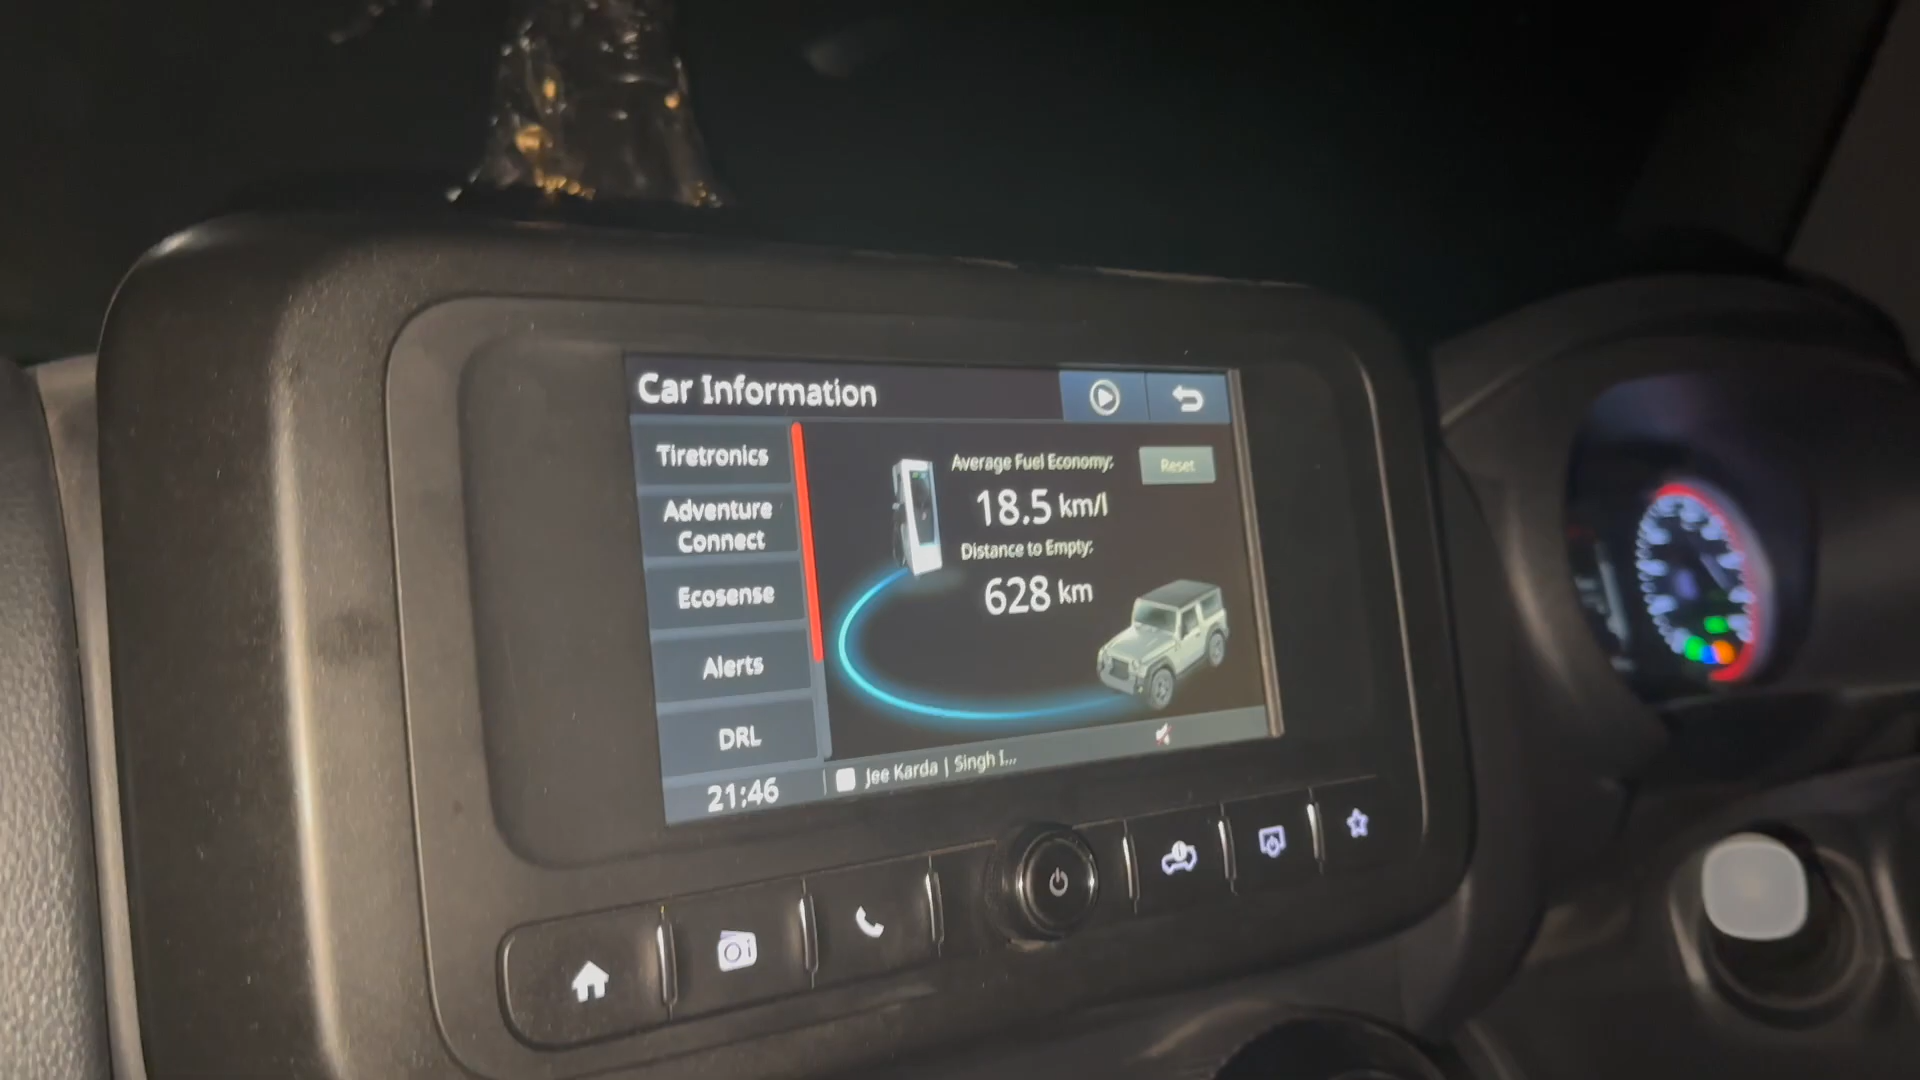 Car Information
Tiretronics
Adventure
Connect
Ecosense
Alerts
DRL
Average Fuel Economy:
Reset
18.5 km/l
Distance to Empty:
628 km
21:46
Jee Karda | Singh I...